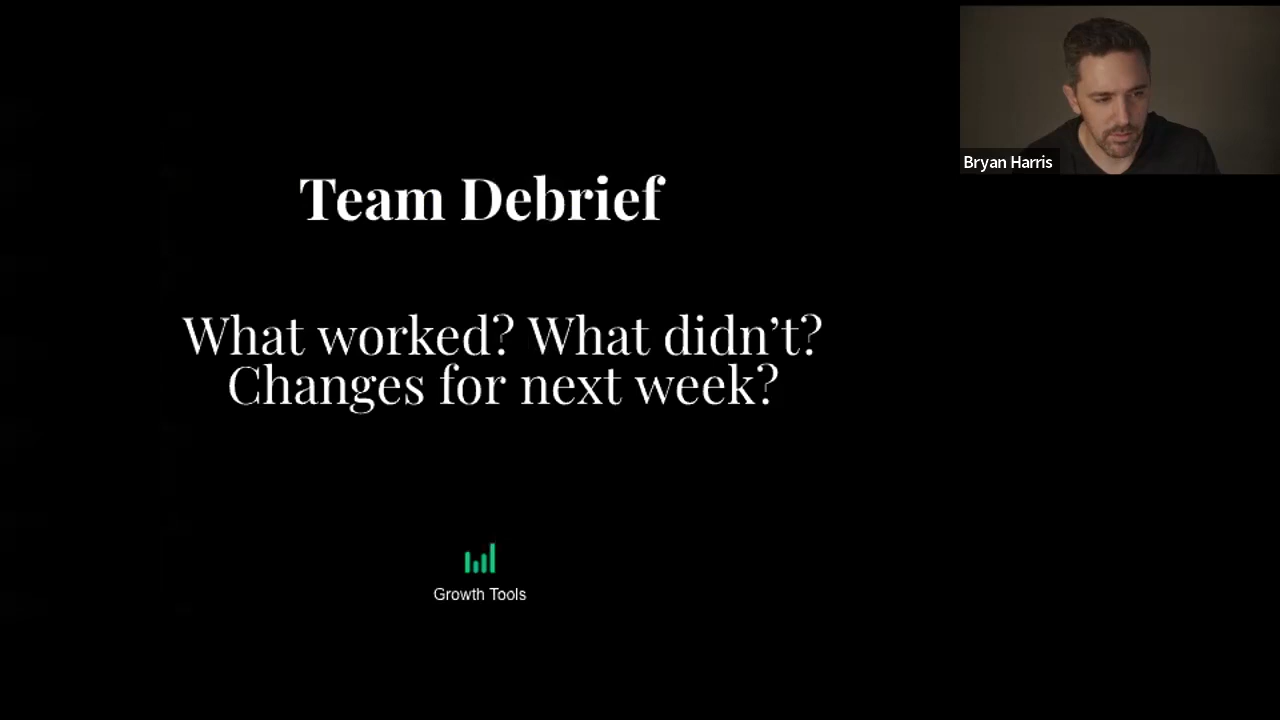 Team Debrief
Bryan Harris
What worked? What didn’t?
Changes for next week?
Growth Tools